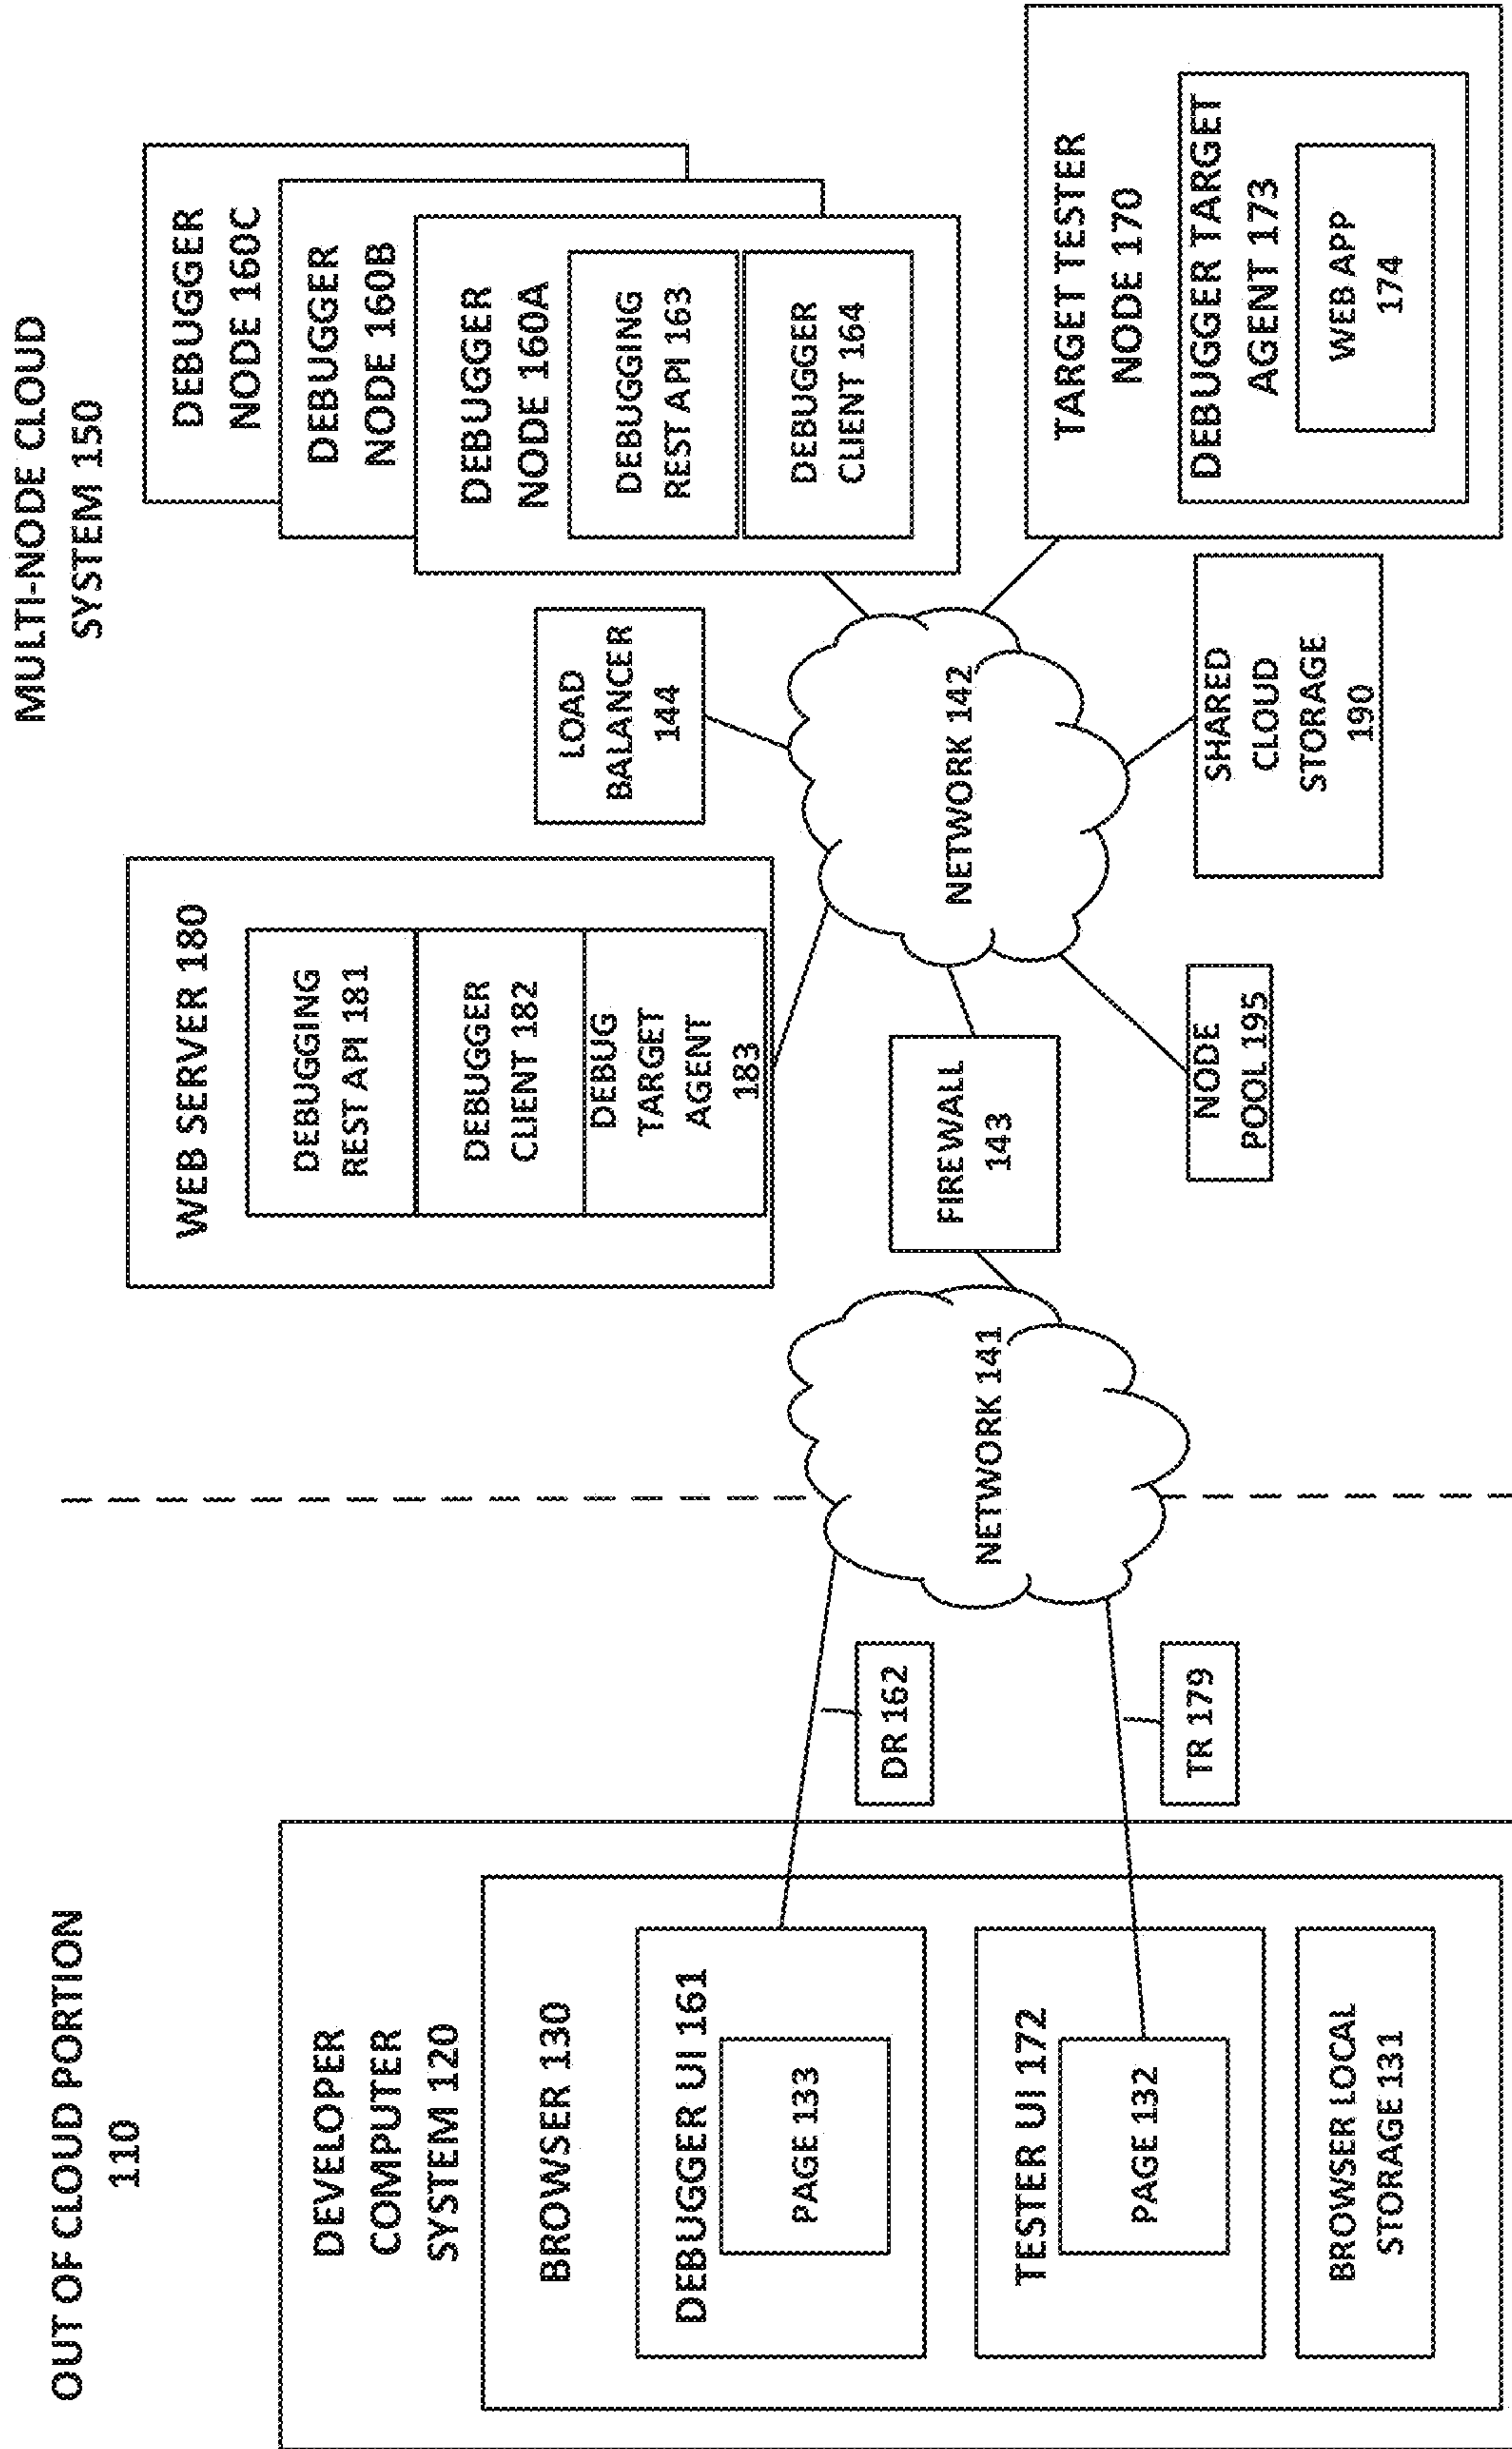 OUT OF CLOUD PORTION
110
DEVELOPER
COMPUTER
SYSTEM 120
BROWSER 130
DEBUGGER UI 161
PAGE 133
TESTER UI 172
PAGE 132
BROWSER LOCAL
STORAGE 131
DR 162
TR 179
NETWORK 141
MULTI-NODE CLOUD
SYSTEM 150
WEB SERVER 180
DEBUGGING
REST API 181
DEBUGGER
CLIENT 182
DEBUG
TARGET
AGENT
183
FIREWALL
143
NODE
POOL 195
LOAD
BALANCER
144
NETWORK 142
SHARED
CLOUD
STORAGE
190
DEBUGGER
NODE 160C
DEBUGGER
NODE 160B
DEBUGGER
NODE 160A
DEBUGGING
REST API 163
DEBUGGER
CLIENT 164
TARGET TESTER
NODE 170
DEBUGGER TARGET
AGENT 173
WEB APP
174